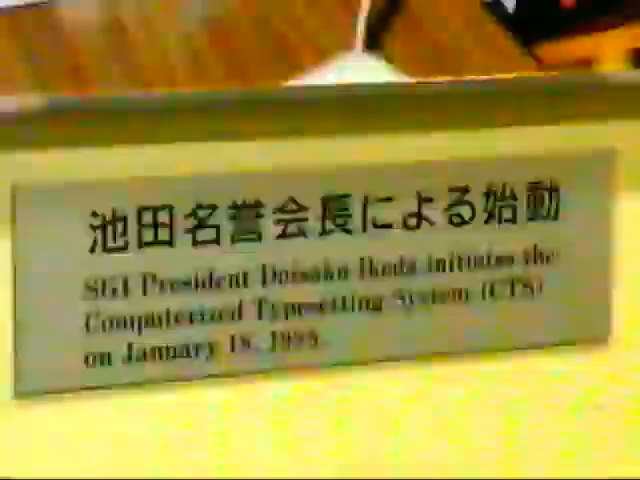 池田名誉会長による始動
SGI President Daisaku Ikeda initiates the
Computerized Typesetting System (CTS)
on January 18,